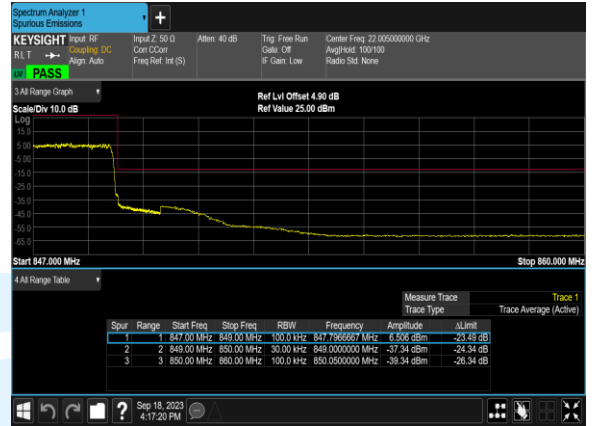 Spectrum Analyzer 1
Spurious Emissions
KEYSIGHT Input: RF Input Z: 50 Ω Atten: 40 dB Trig: Free Run Center Freq: 22.005000000 GHz
R L T Coupling: DC Corr CCorr Gate: Off Avg|Hold: 100/100
Align: Auto Freq Ref: Int (S) IF Gain: Low Radio Std: None
PASS
3 All Range Graph
Ref Lvl Offset 4.90 dB
Scale/Div 10.0 dB Ref Value 25.00 dBm
Log
15.0
5.00
-5.00
-15.0
-25.0
-35.0
-45.0
-55.0
-65.0
Start 847.000 MHz Stop 860.000 MHz
4 All Range Table
Measure Trace Trace 1
Trace Type Trace Average (Active)
Spur Range Start Freq Stop Freq RBW Frequency Amplitude ΔLimit
1 1 847.00 MHz 849.00 MHz 100.0 kHz 847.7966667 MHz 6.506 dBm -23.49 dB
2 2 849.00 MHz 850.00 MHz 30.00 kHz 849.0000000 MHz -37.34 dBm -24.34 dB
3 3 850.00 MHz 860.00 MHz 100.0 kHz 850.0500000 MHz -39.34 dBm -26.34 dB
Sep 18, 2023
4:17:20 PM